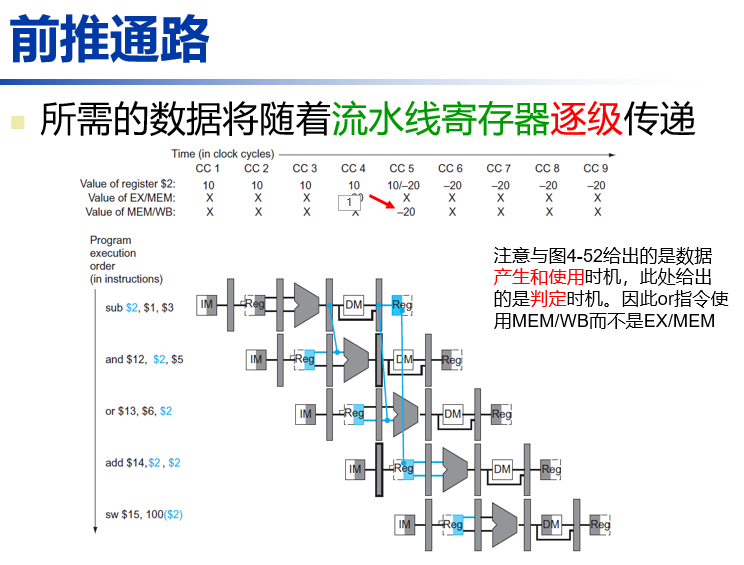 前推通路
所需的数据将随着流水线寄存器逐级传递
Time (in clock cycles)
CC 1 CC 2 CC 3 CC 4 CC 5 CC 6 CC 7 CC 8 CC 9
Value of register $2: 10 10 10 10 10/–20 –20 –20 –20 –20
Value of EX/MEM: X X X X X X X X
Value of MEM/WB: X X X X –20 X X X X
1
Program
execution
order
(in instructions)
注意与图4-52给出的是数据
产生和使用时机，此处给出
的是判定时机。因此or指令使
用MEM/WB而不是EX/MEM
sub $2, $1, $3
IM Reg DM Reg
and $12, $2, $5
IM Reg DM Reg
or $13, $6, $2
IM Reg DM Reg
add $14,$2 , $2
IM Reg DM Reg
sw $15, 100($2)
IM Reg DM Reg